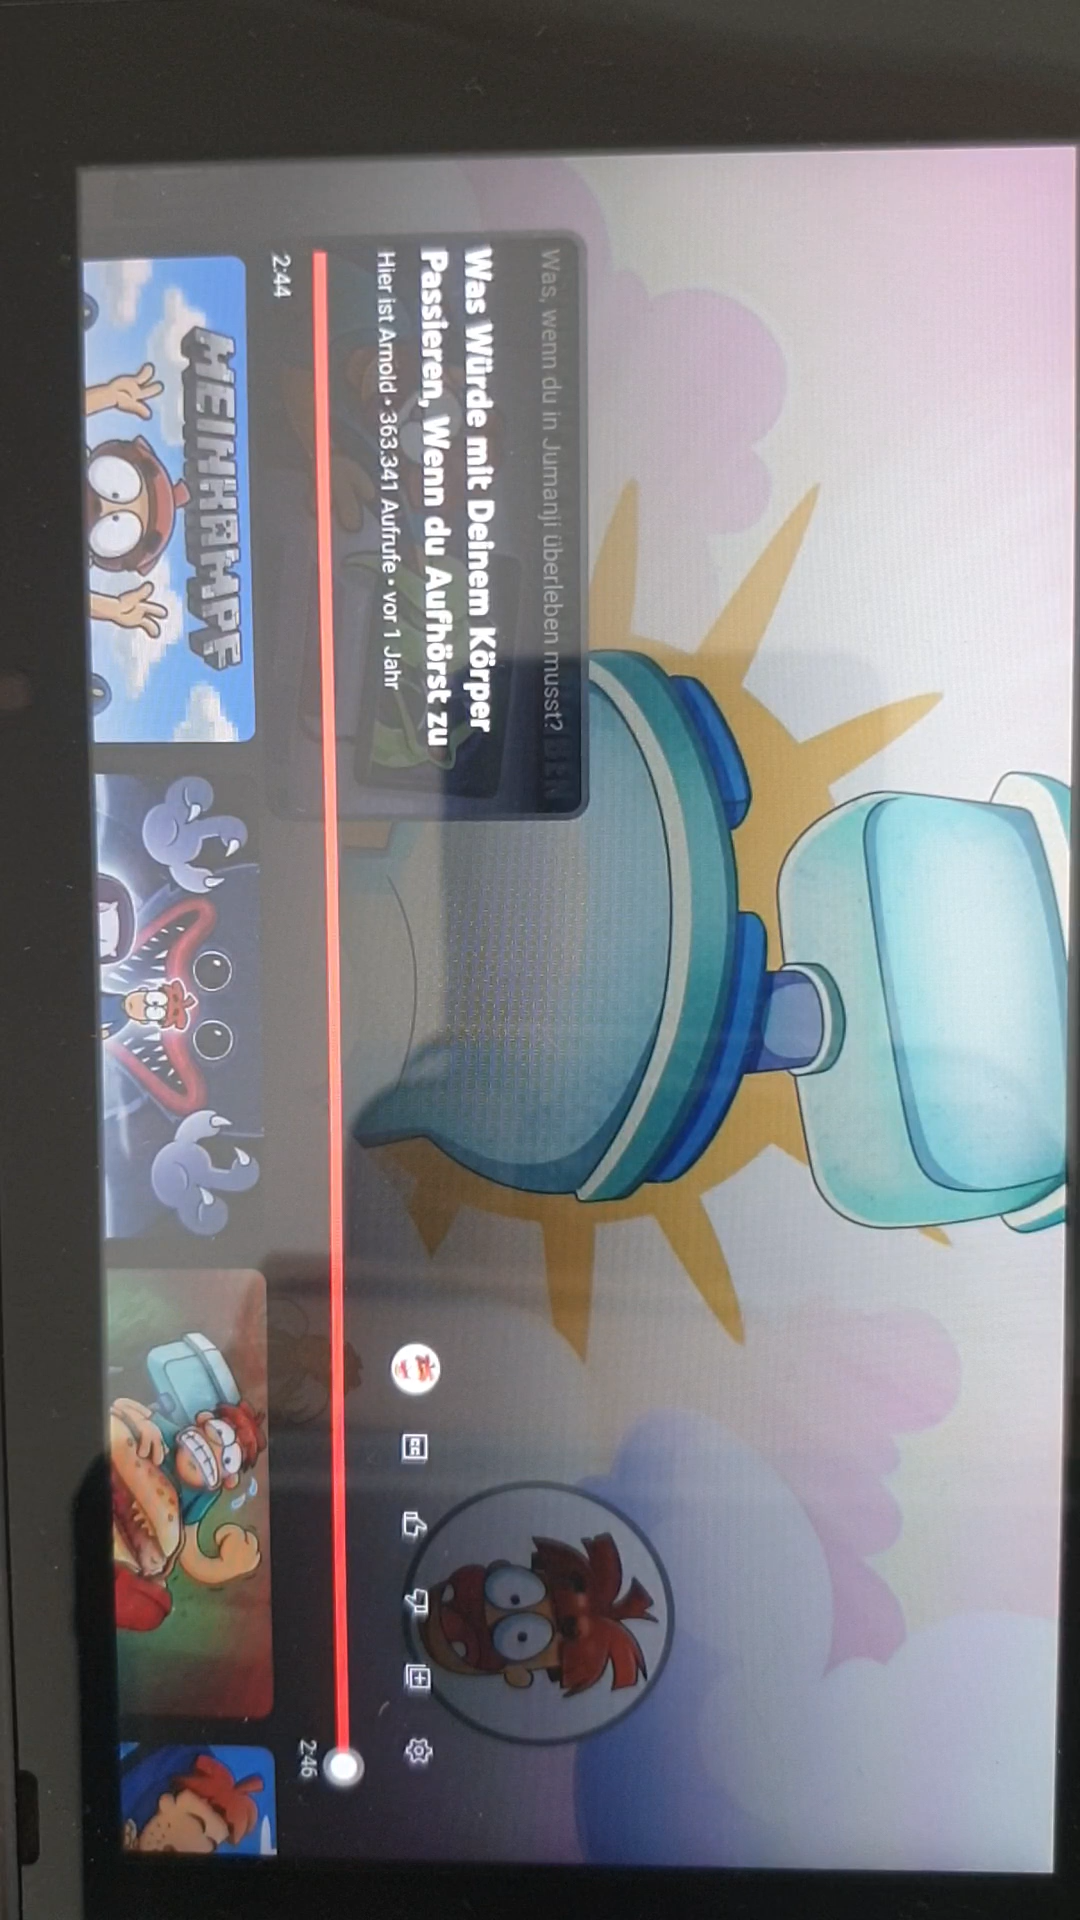 Was, wenn du in Jumanji überleben musst?
Was Würde mit Deinem Körper
Passieren, Wenn du Aufhörst zu
Hier ist Arnold • 363.341 Aufrufe • vor 1 Jahr
CC
2:44
2:46